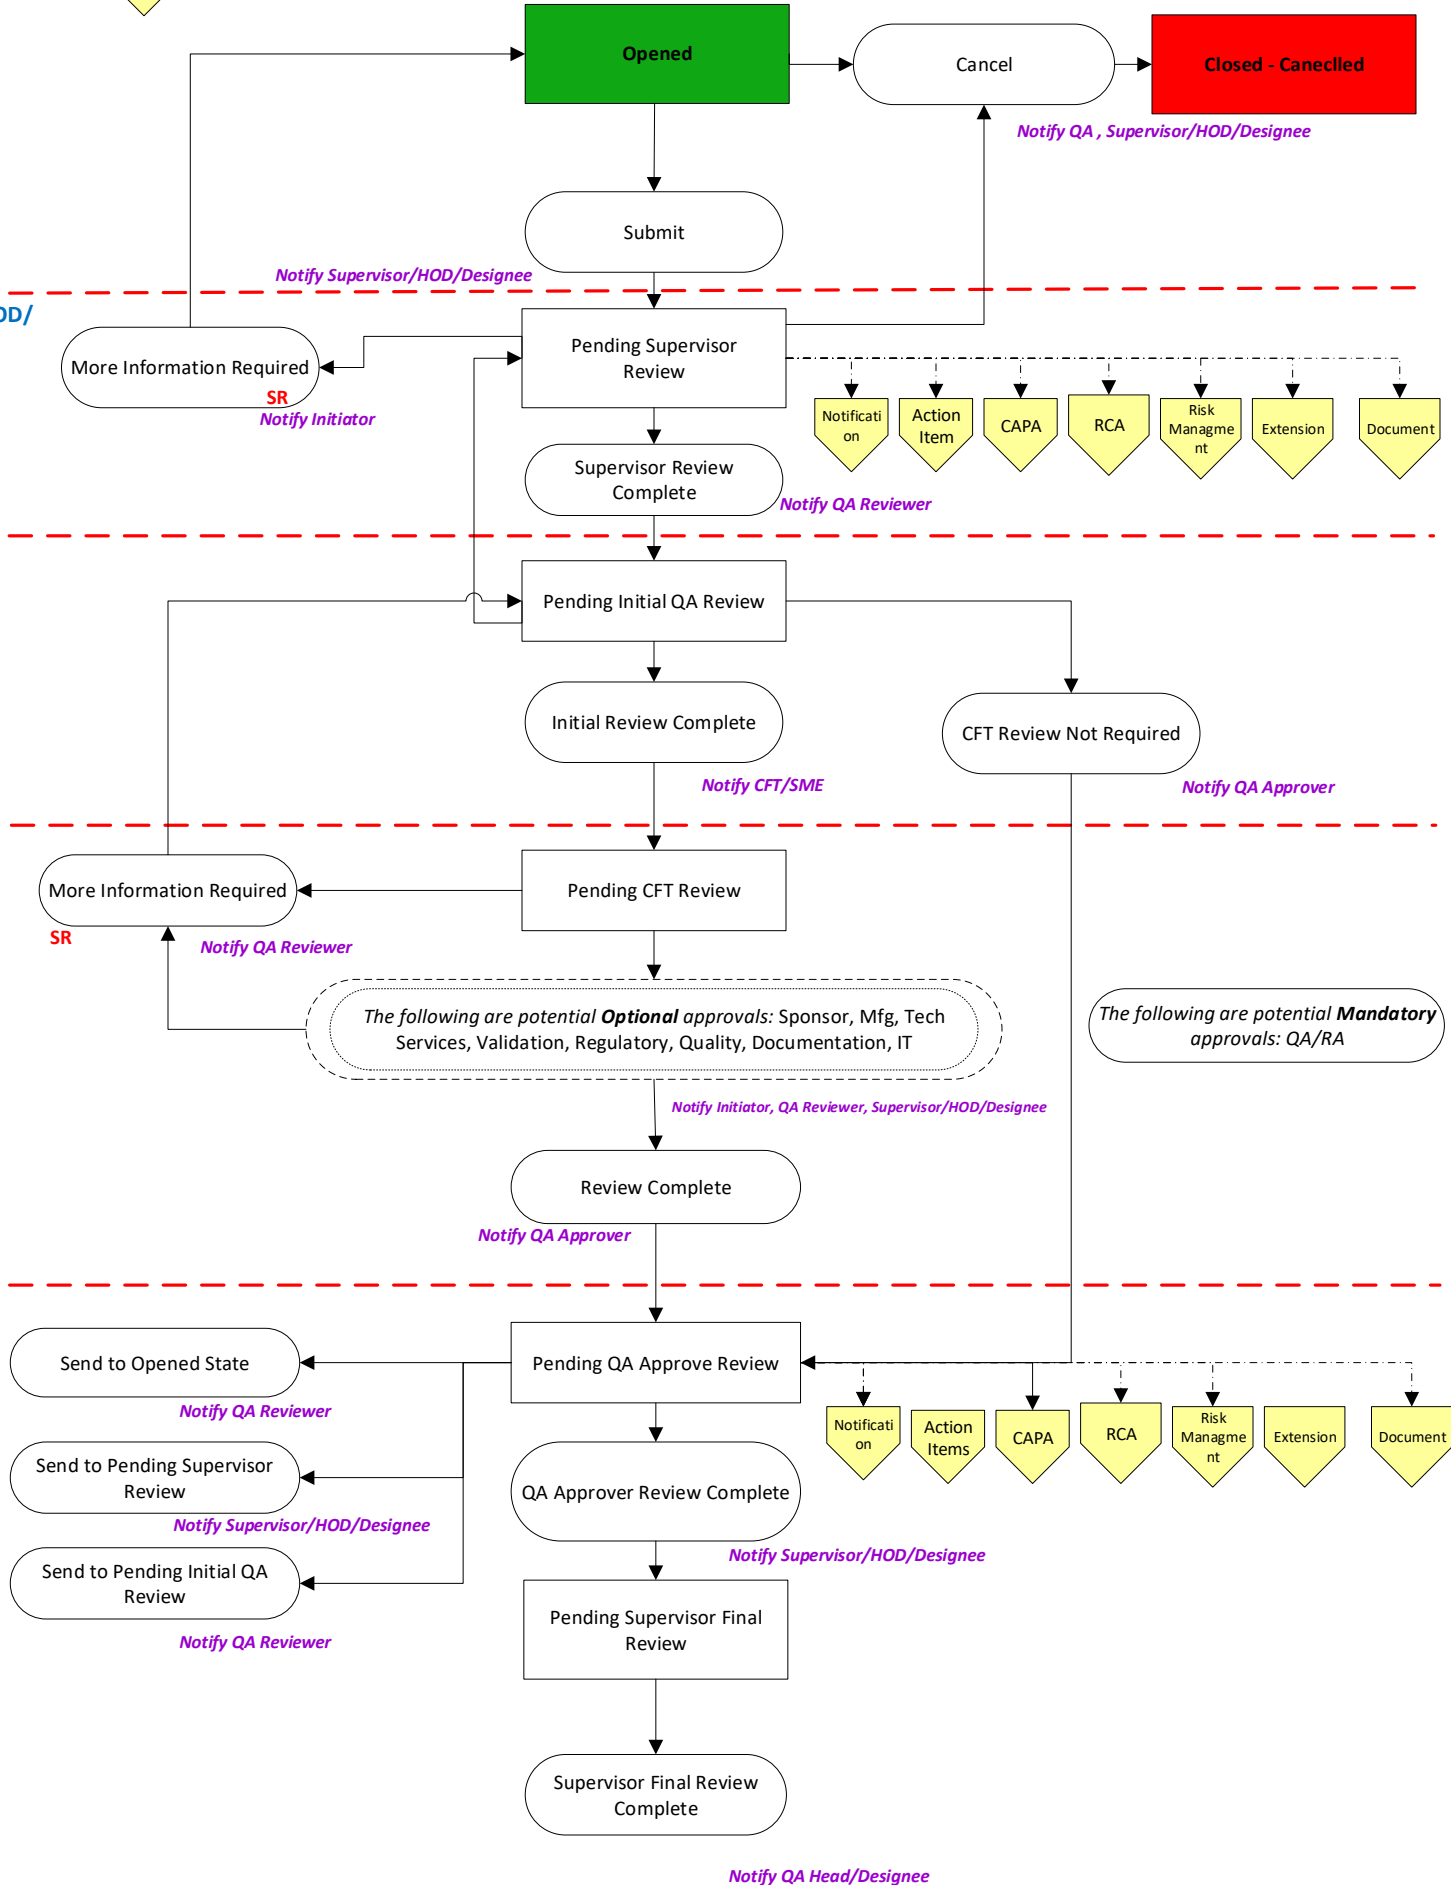 Opened
Cancel
Closed - Caneclled
Notify QA , Supervisor/HOD/Designee
Submit
Notify Supervisor/HOD/Designee
OD/
More Information Required
SR
Notify Initiator
Pending Supervisor
Review
Notificati
on
Action
Item
CAPA
RCA
Risk
Managme
nt
Extension
Document
Supervisor Review
Complete
Notify QA Reviewer
Pending Initial QA Review
Initial Review Complete
CFT Review Not Required
Notify CFT/SME
Notify QA Approver
More Information Required
SR
Notify QA Reviewer
Pending CFT Review
The following are potential Optional approvals: Sponsor, Mfg, Tech
Services, Validation, Regulatory, Quality, Documentation, IT
The following are potential Mandatory
approvals: QA/RA
Notify Initiator, QA Reviewer, Supervisor/HOD/Designee
Review Complete
Notify QA Approver
Send to Opened State
Notify QA Reviewer
Pending QA Approve Review
Notificati
on
Action
Items
CAPA
RCA
Risk
Managme
nt
Extension
Document
Send to Pending Supervisor
Review
Notify Supervisor/HOD/Designee
QA Approver Review Complete
Notify Supervisor/HOD/Designee
Send to Pending Initial QA
Review
Notify QA Reviewer
Pending Supervisor Final
Review
Supervisor Final Review
Complete
Notify QA Head/Designee